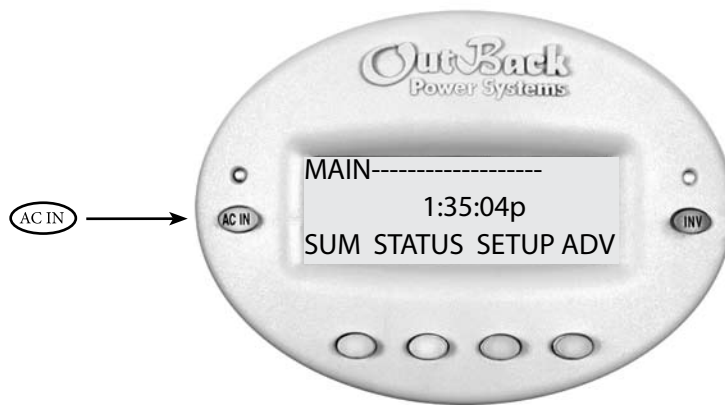 OutBack
Power Systems
MAIN-------------------
1:35:04p
SUM STATUS SETUP ADV
AC IN
AC IN
INV